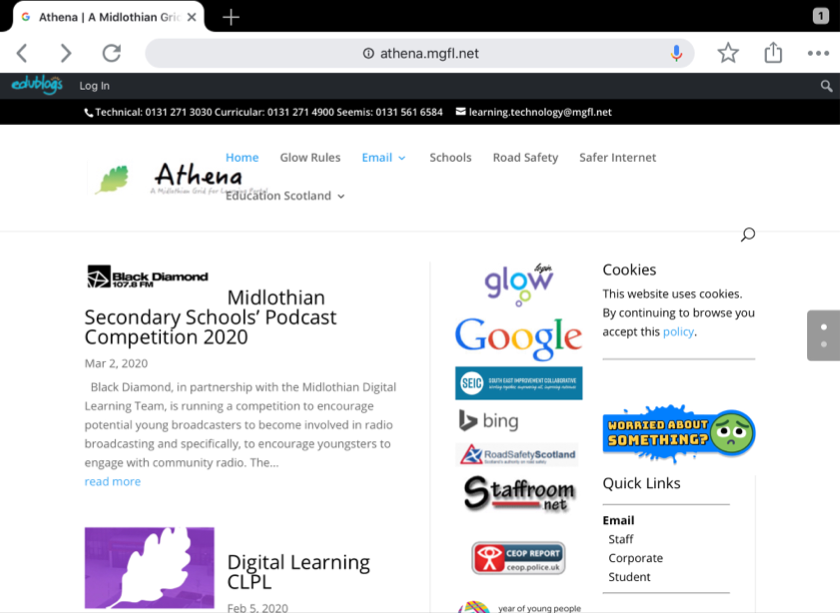 Athena | A Midlothian Gri
1
athena.mgfl.net
edublogs Log In
Technical: 0131 271 3030 Curricular: 0131 271 4900 Seemis: 0131 561 6584 learning.technology@mgfl.net
Home Glow Rules Email Schools Road Safety Safer Internet
Athena
A Midlothian Grid for Learning Portal
Education Scotland
Black Diamond
107.8 FM
Midlothian
Secondary Schools’ Podcast
Competition 2020
Mar 2, 2020
Black Diamond, in partnership with the Midlothian Digital
Learning Team, is running a competition to encourage
potential young broadcasters to become involved in radio
broadcasting and specifically, to encourage youngsters to
engage with community radio. The...
read more
Digital Learning
CLPL
Feb 5, 2020
login
glow
Google
SEIC SOUTH EAST IMPROVEMENT COLLABORATIVE
bing
RoadSafetyScotland
Scotland's authority on road safety
Staffroom
net
CEOP REPORT
ceop.police.uk
year of young people
Cookies
This website uses cookies.
By continuing to browse you
accept this policy.
WORRIED ABOUT
SOMETHING?
Quick Links
Email
Staff
Corporate
Student